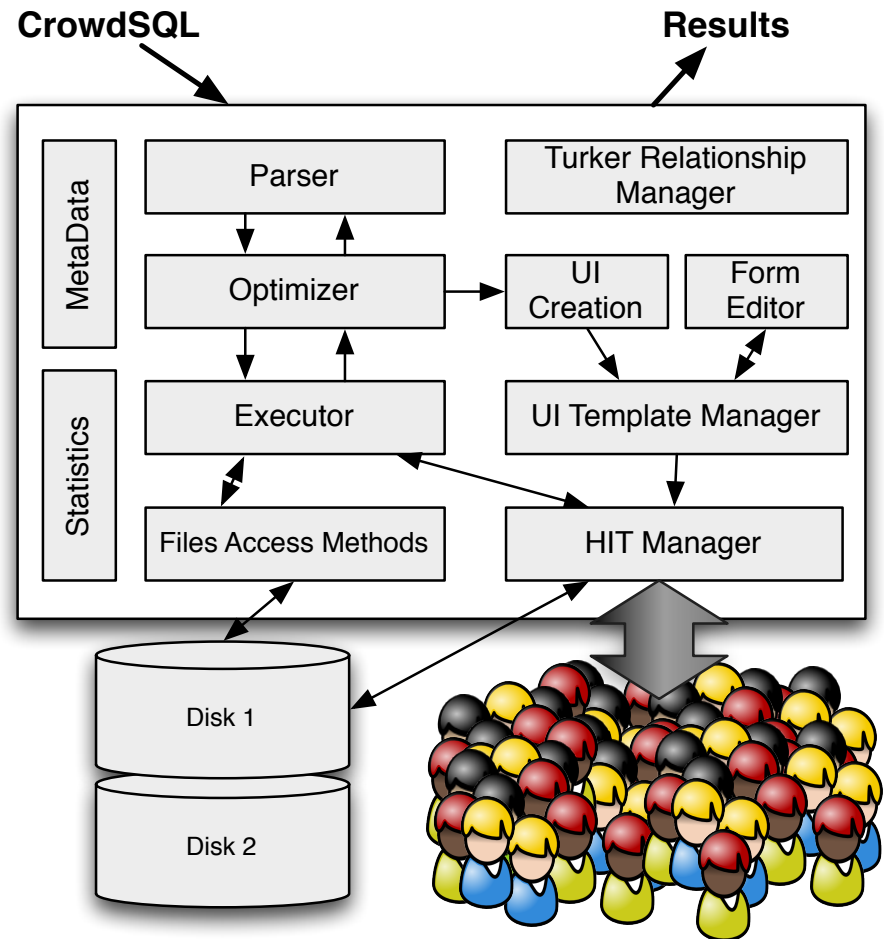 CrowdSQL
Results
MetaData
Statistics
Parser
Turker Relationship
Manager
Optimizer
UI
Creation
Form
Editor
Executor
UI Template Manager
Files Access Methods
HIT Manager
Disk 1
Disk 2